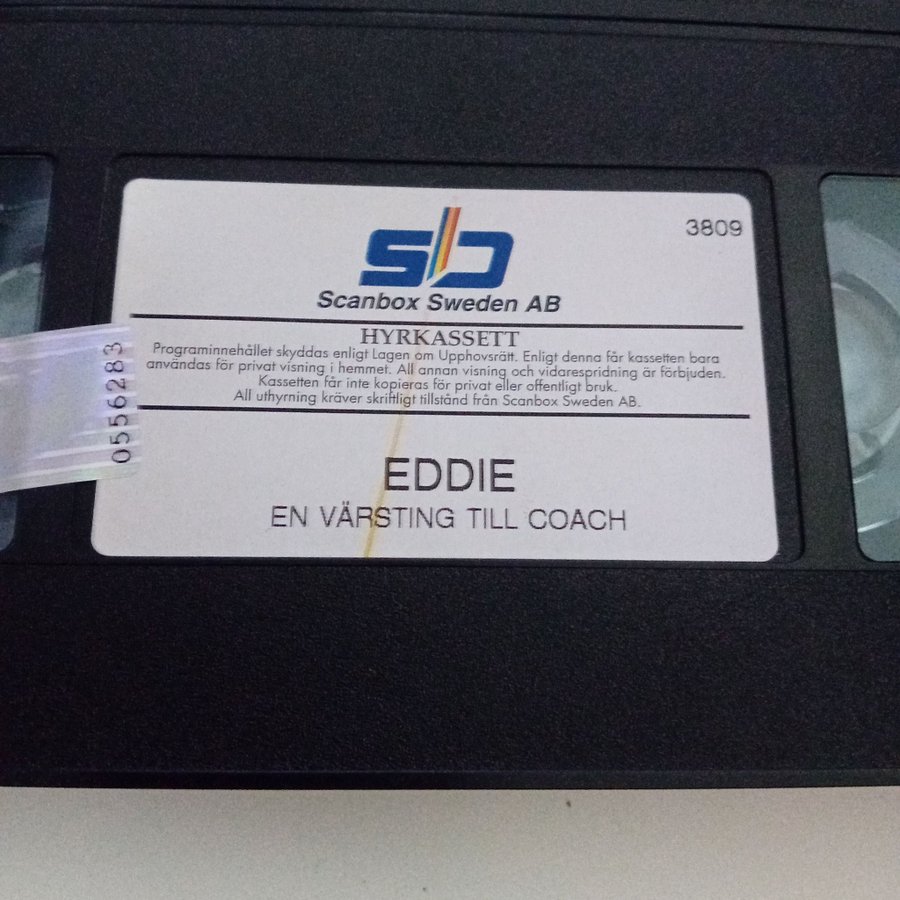 sb
3809
Scanbox Sweden AB
HYRKASSETT
Programinnehållet skyddas enligt Lagen om Upphovsrätt. Enligt denna får kassetten bara
användas för privat visning i hemmet. All annan visning och vidarespridning är förbjuden.
Kassetten får inte kopieras för privat eller offentligt bruk.
All uthyrning kräver skriftligt tillstånd från Scanbox Sweden AB.
0556283
EDDIE
EN VÄRSTING TILL COACH